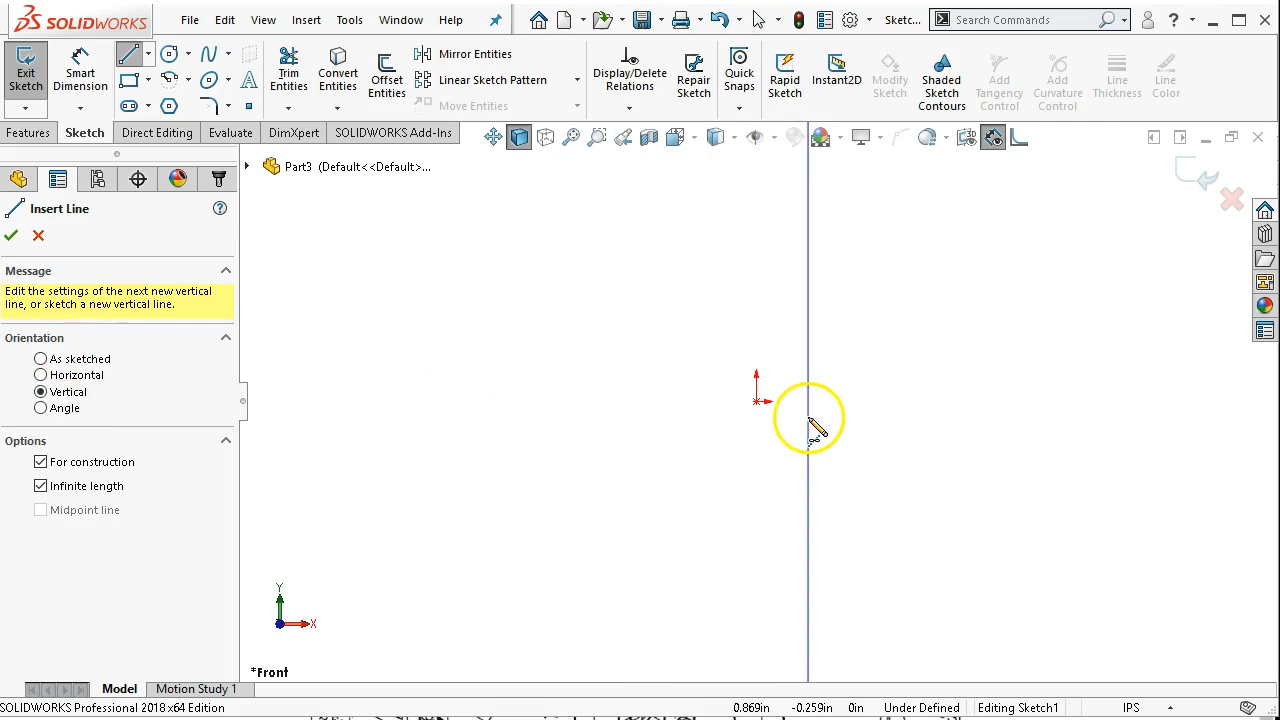 SOLIDWORKS File Edit View Insert Tools Window Help Sketc... Search Commands ?
Exit Sketch
Smart Dimension
Trim Entities
Convert Entities
Offset Entities
Mirror Entities
Linear Sketch Pattern
Move Entities
Display/Delete Relations
Repair Sketch
Quick Snaps
Rapid Sketch
Instant2D
Modify Sketch
Shaded Sketch Contours
Add Tangency Control
Add Curvature Control
Line Thickness
Line Color
Features Sketch Direct Editing Evaluate DimXpert SOLIDWORKS Add-Ins
Part3 (Default<<Default>...
Insert Line ?
Message
Edit the settings of the next new vertical
line, or sketch a new vertical line.
Orientation
As sketched
Horizontal
Vertical
Angle
Options
For construction
Infinite length
Midpoint line
Y
X
*Front
Model Motion Study 1
SOLIDWORKS Professional 2018 x64 Edition 0.869in -0.259in 0in Under Defined Editing Sketch1 IPS